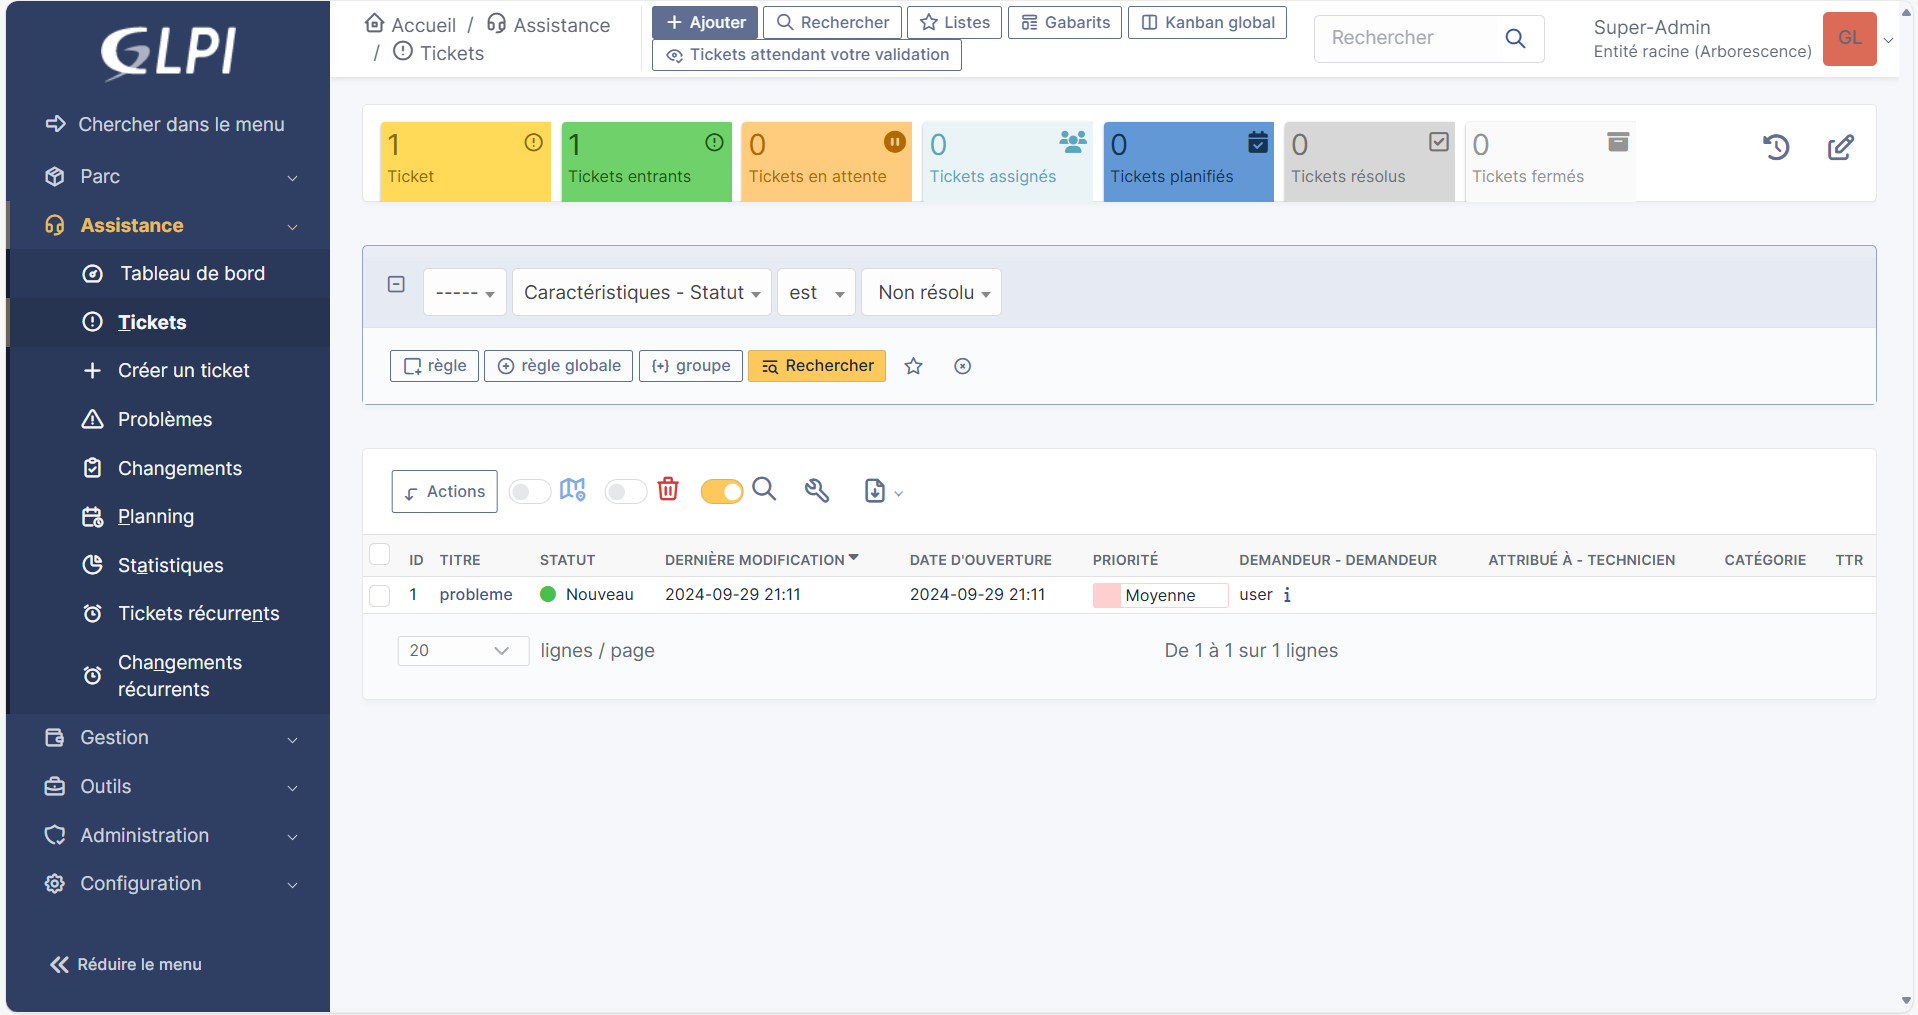 GLPI
Chercher dans le menu
Parc
Assistance
Tableau de bord
Tickets
Créer un ticket
Problèmes
Changements
Planning
Statistiques
Tickets récurrents
Changements
récurrents
Gestion
Outils
Administration
Configuration
Réduire le menu
Accueil / Assistance
/ Tickets
Ajouter
Rechercher
Listes
Gabarits
Kanban global
Tickets attendant votre validation
Rechercher
Super-Admin
Entité racine (Arborescence)
GL
1
Ticket
1
Tickets entrants
0
Tickets en attente
0
Tickets assignés
0
Tickets planifiés
0
Tickets résolus
0
Tickets fermés
----- Caractéristiques - Statut est Non résolu
règle règle globale groupe Rechercher
Actions
ID TITRE STATUT DERNIÈRE MODIFICATION DATE D'OUVERTURE PRIORITÉ DEMANDEUR - DEMANDEUR ATTRIBUÉ À - TECHNICIEN CATÉGORIE TTR
1 probleme Nouveau 2024-09-29 21:11 2024-09-29 21:11 Moyenne user i
20 lignes / page De 1 à 1 sur 1 lignes